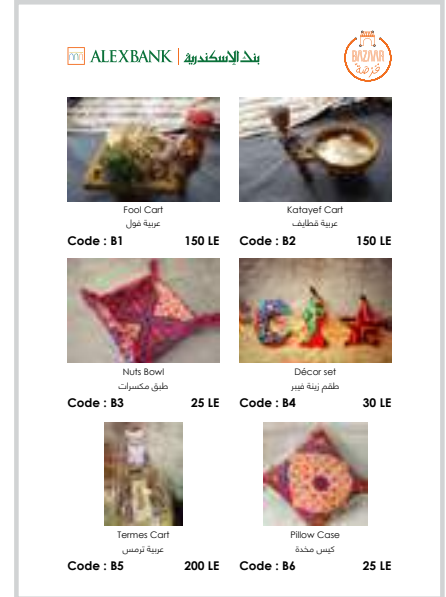 ALEXBANK | بنك الإسكندرية
BAZAAR
Fool Cart
عربية فول
Code : B1 150 LE
Katayef Cart
عربية قطايف
Code : B2 150 LE
Nuts Bowl
طبق مكسرات
Code : B3 25 LE
Décor set
طقم زينة فيبر
Code : B4 30 LE
Termes Cart
عربية ترمس
Code : B5 200 LE
Pillow Case
كيس مخدة
Code : B6 25 LE